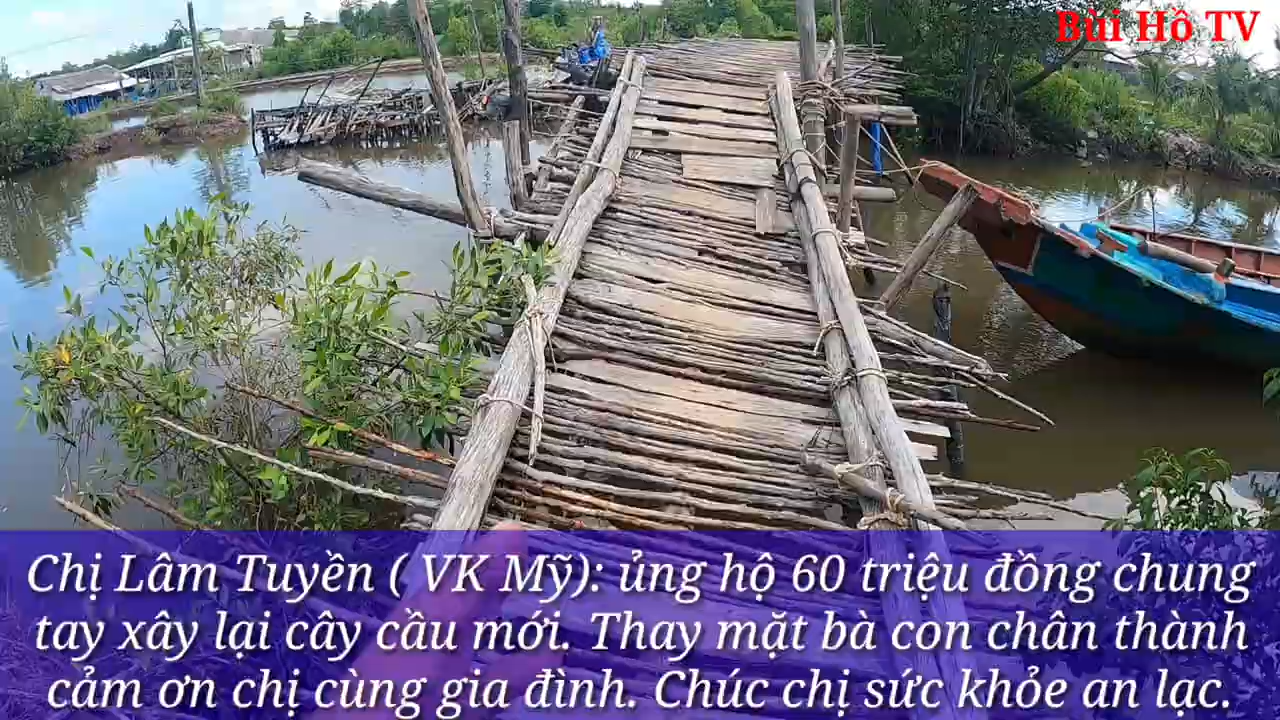 Bùi Hồ TV
Chị Lâm Tuyền ( VK Mỹ): ủng hộ 60 triệu đồng chung
tay xây lại cây cầu mới. Thay mặt bà con chân thành
cảm ơn chị cùng gia đình. Chúc chị sức khỏe an lạc.